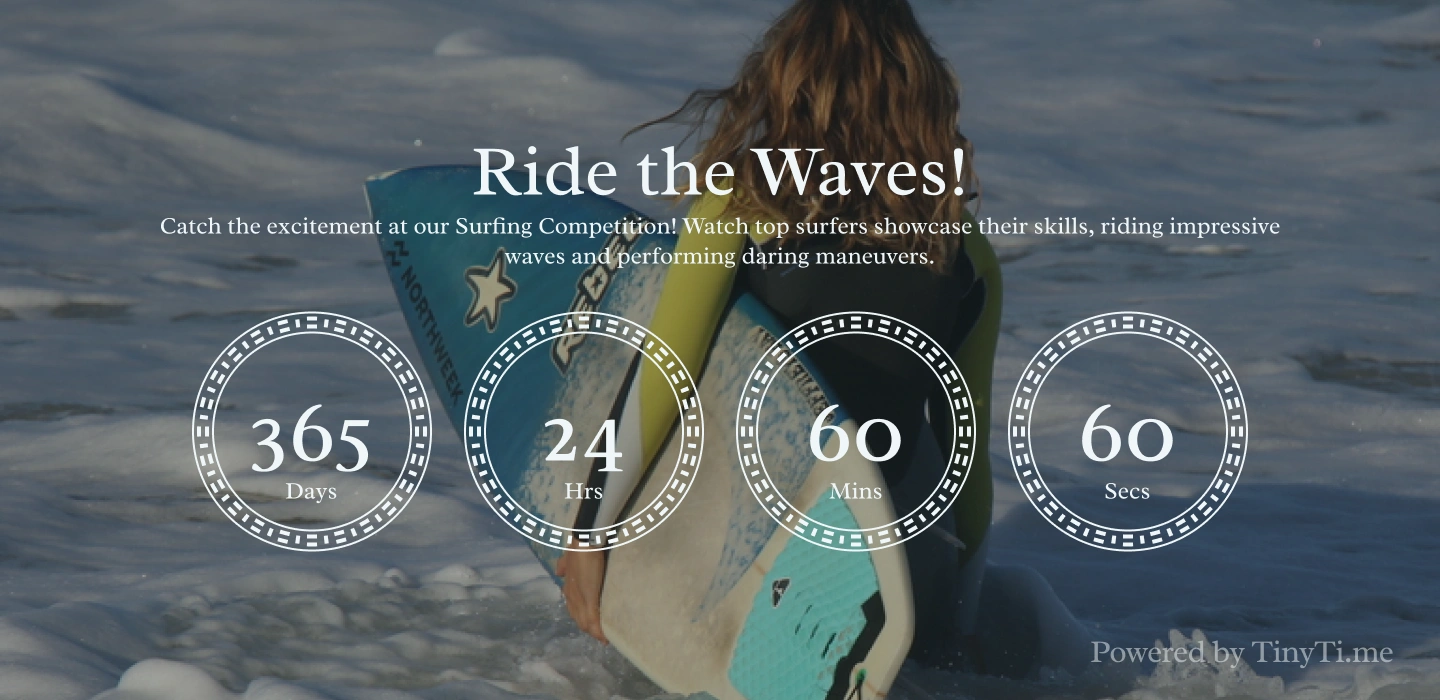 Ride the Waves!
Catch the excitement at our Surfing Competition! Watch top surfers showcase their skills, riding impressive
waves and performing daring maneuvers.
NORTHWEEK
365
Days
24
Hrs
60
Mins
60
Secs
Powered by TinyTi.me